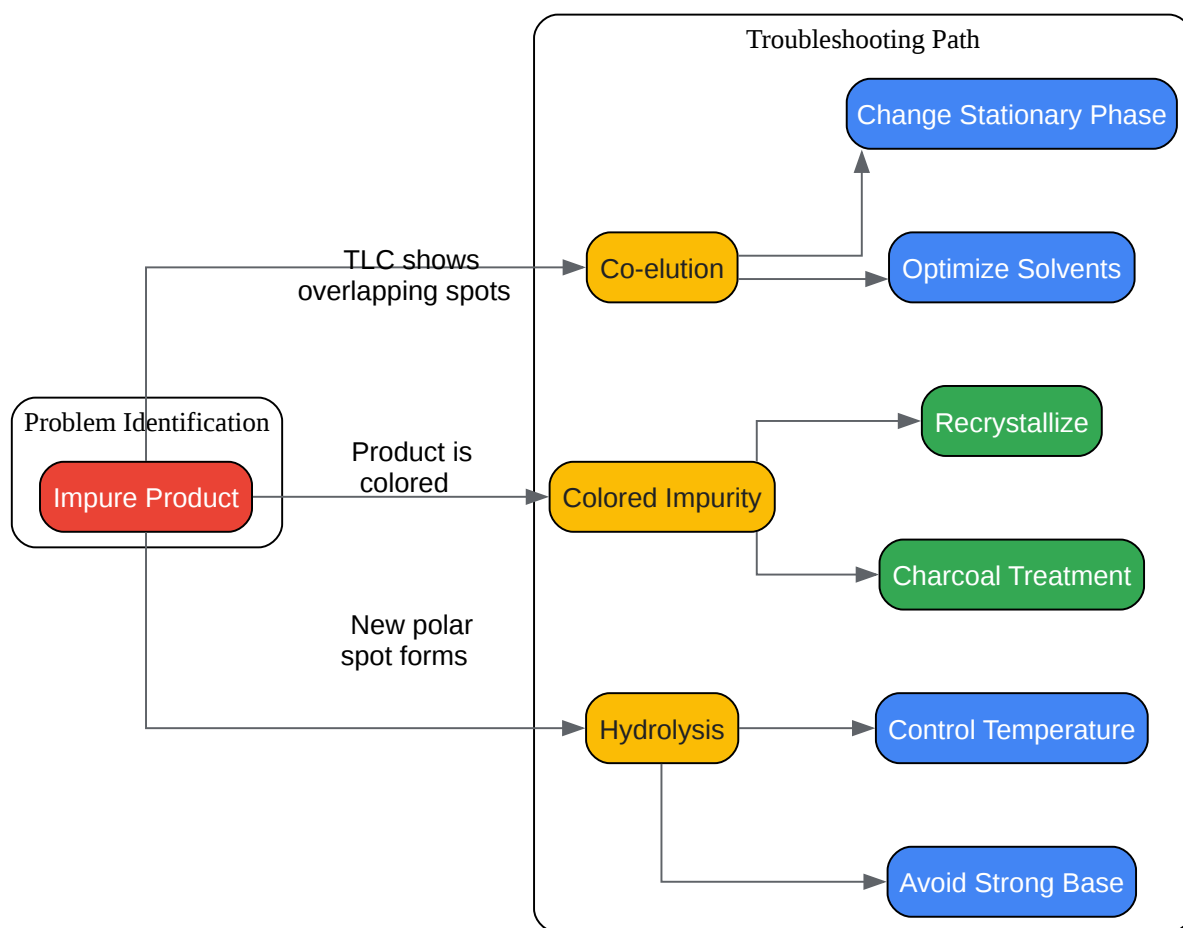 Troubleshooting Path
Change Stationary Phase
TLC shows
overlapping spots
Co-elution
Optimize Solvents
Problem Identification
Impure Product
Product is
colored
Colored Impurity
Recrystallize
Charcoal Treatment
New polar
spot forms
Hydrolysis
Control Temperature
Avoid Strong Base